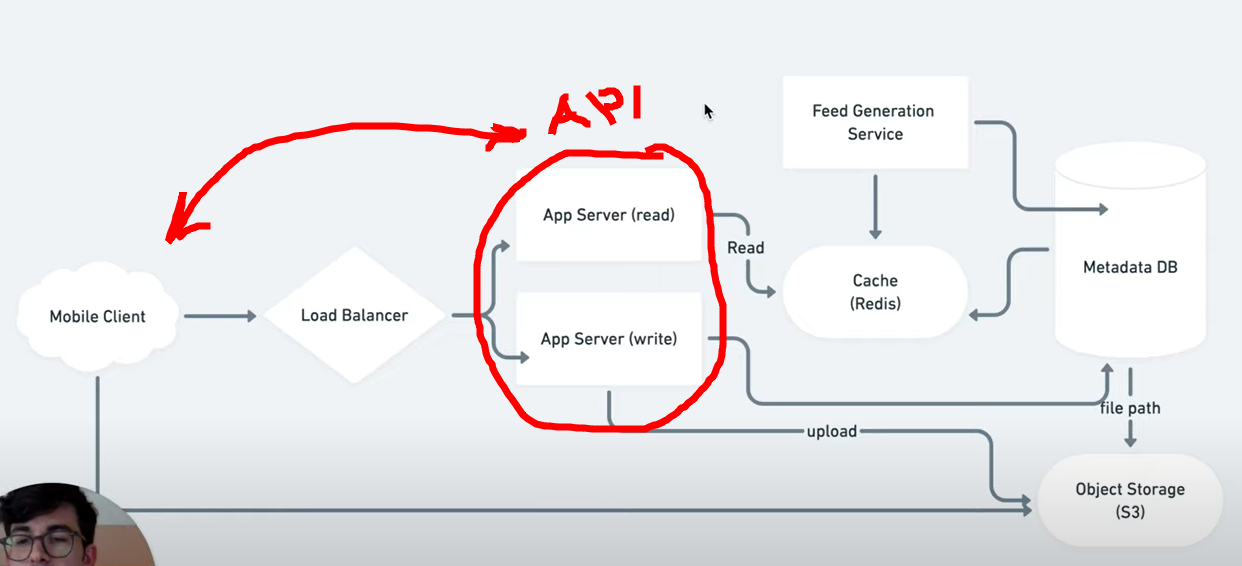 API
Feed Generation
Service
App Server (read)
Read
Metadata DB
Cache
(Redis)
Mobile Client
Load Balancer
App Server (write)
file path
upload
Object Storage
(S3)